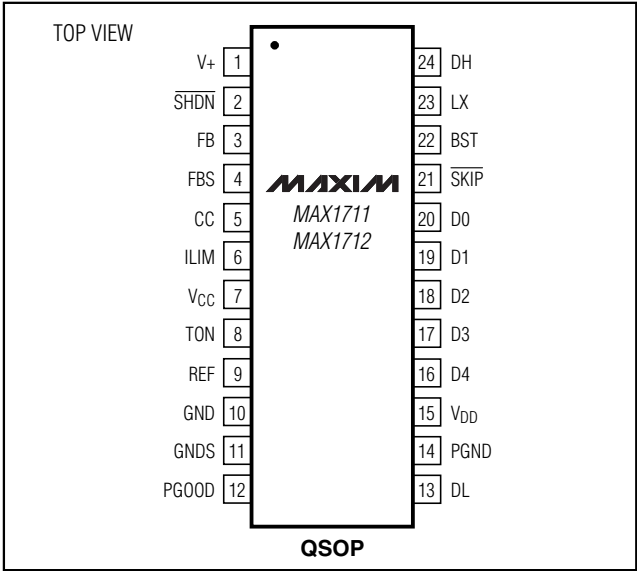 TOP VIEW
V+ 1
SHDN 2
FB 3
FBS 4
CC 5
ILIM 6
VCC 7
TON 8
REF 9
GND 10
GNDS 11
PGOOD 12
MAXIM
MAX1711
MAX1712
24 DH
23 LX
22 BST
21 SKIP
20 D0
19 D1
18 D2
17 D3
16 D4
15 VDD
14 PGND
13 DL
QSOP